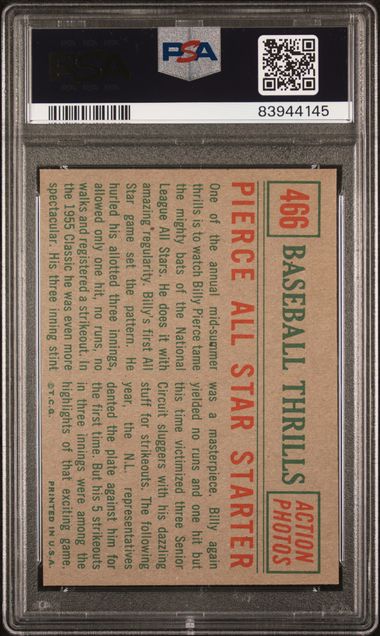 PSA
PSA
83944145
466 BASEBALL THRILLS ACTION PHOTOS
PIERCE ALL STAR STARTER
One of the annual mid-summer
thrills is to watch Billy Pierce tame
the mighty bats of the National
League All Stars. He does it with
amazing regularity. Billy's first All
Star game set the pattern. He
hurled his allotted three innings,
allowed only one hit, no runs, no
walks and registered a strikeout. In
the 1955 Classic he was even more
spectacular. His three inning stint
was a masterpiece. Billy again
yielded no runs and one hit but
this time victimized three Senior
Circuit sluggers with his dazzling
stuff for strikeouts. The following
year, the N.L. representatives
dented the plate against him for
the first time. But his 5 strikeouts
in three innings were among the
highlights of that exciting game.
© T.C.G. PRINTED IN U.S.A.